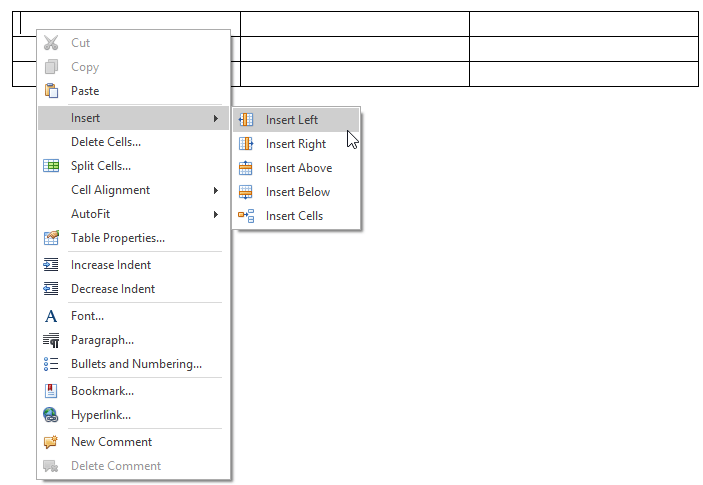 Cut
Copy
Paste
Insert
Delete Cells...
Split Cells...
Cell Alignment
AutoFit
Table Properties...
Increase Indent
Decrease Indent
Font...
Paragraph...
Bullets and Numbering...
Bookmark...
Hyperlink...
New Comment
Delete Comment
Insert Left
Insert Right
Insert Above
Insert Below
Insert Cells